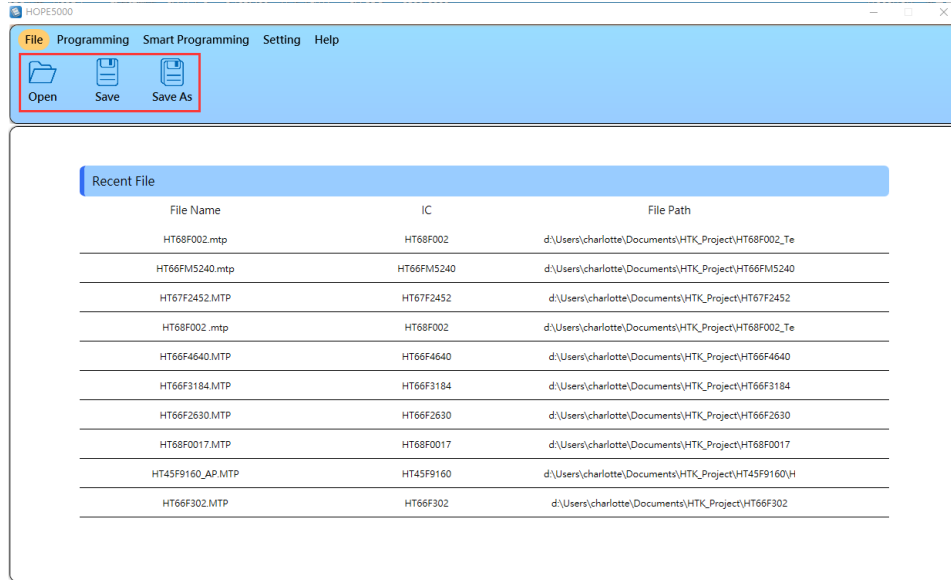 HOPE5000
File Programming Smart Programming Setting Help
Open Save Save As
Recent File
File Name IC File Path
HT68F002.mtp HT68F002 d:\Users\charlotte\Documents\HTK_Project\HT68F002_Te
HT66FM5240.mtp HT66FM5240 d:\Users\charlotte\Documents\HTK_Project\HT66FM5240
HT67F2452.MTP HT67F2452 d:\Users\charlotte\Documents\HTK_Project\HT67F2452
HT68F002 .mtp HT68F002 d:\Users\charlotte\Documents\HTK_Project\HT68F002_Te
HT66F4640.MTP HT66F4640 d:\Users\charlotte\Documents\HTK_Project\HT66F4640
HT66F3184.MTP HT66F3184 d:\Users\charlotte\Documents\HTK_Project\HT66F3184
HT66F2630.MTP HT66F2630 d:\Users\charlotte\Documents\HTK_Project\HT66F2630
HT68F0017.MTP HT68F0017 d:\Users\charlotte\Documents\HTK_Project\HT68F0017
HT45F9160_AP.MTP HT45F9160 d:\Users\charlotte\Documents\HTK_Project\HT45F9160\H
HT66F302.MTP HT66F302 d:\Users\charlotte\Documents\HTK_Project\HT66F302